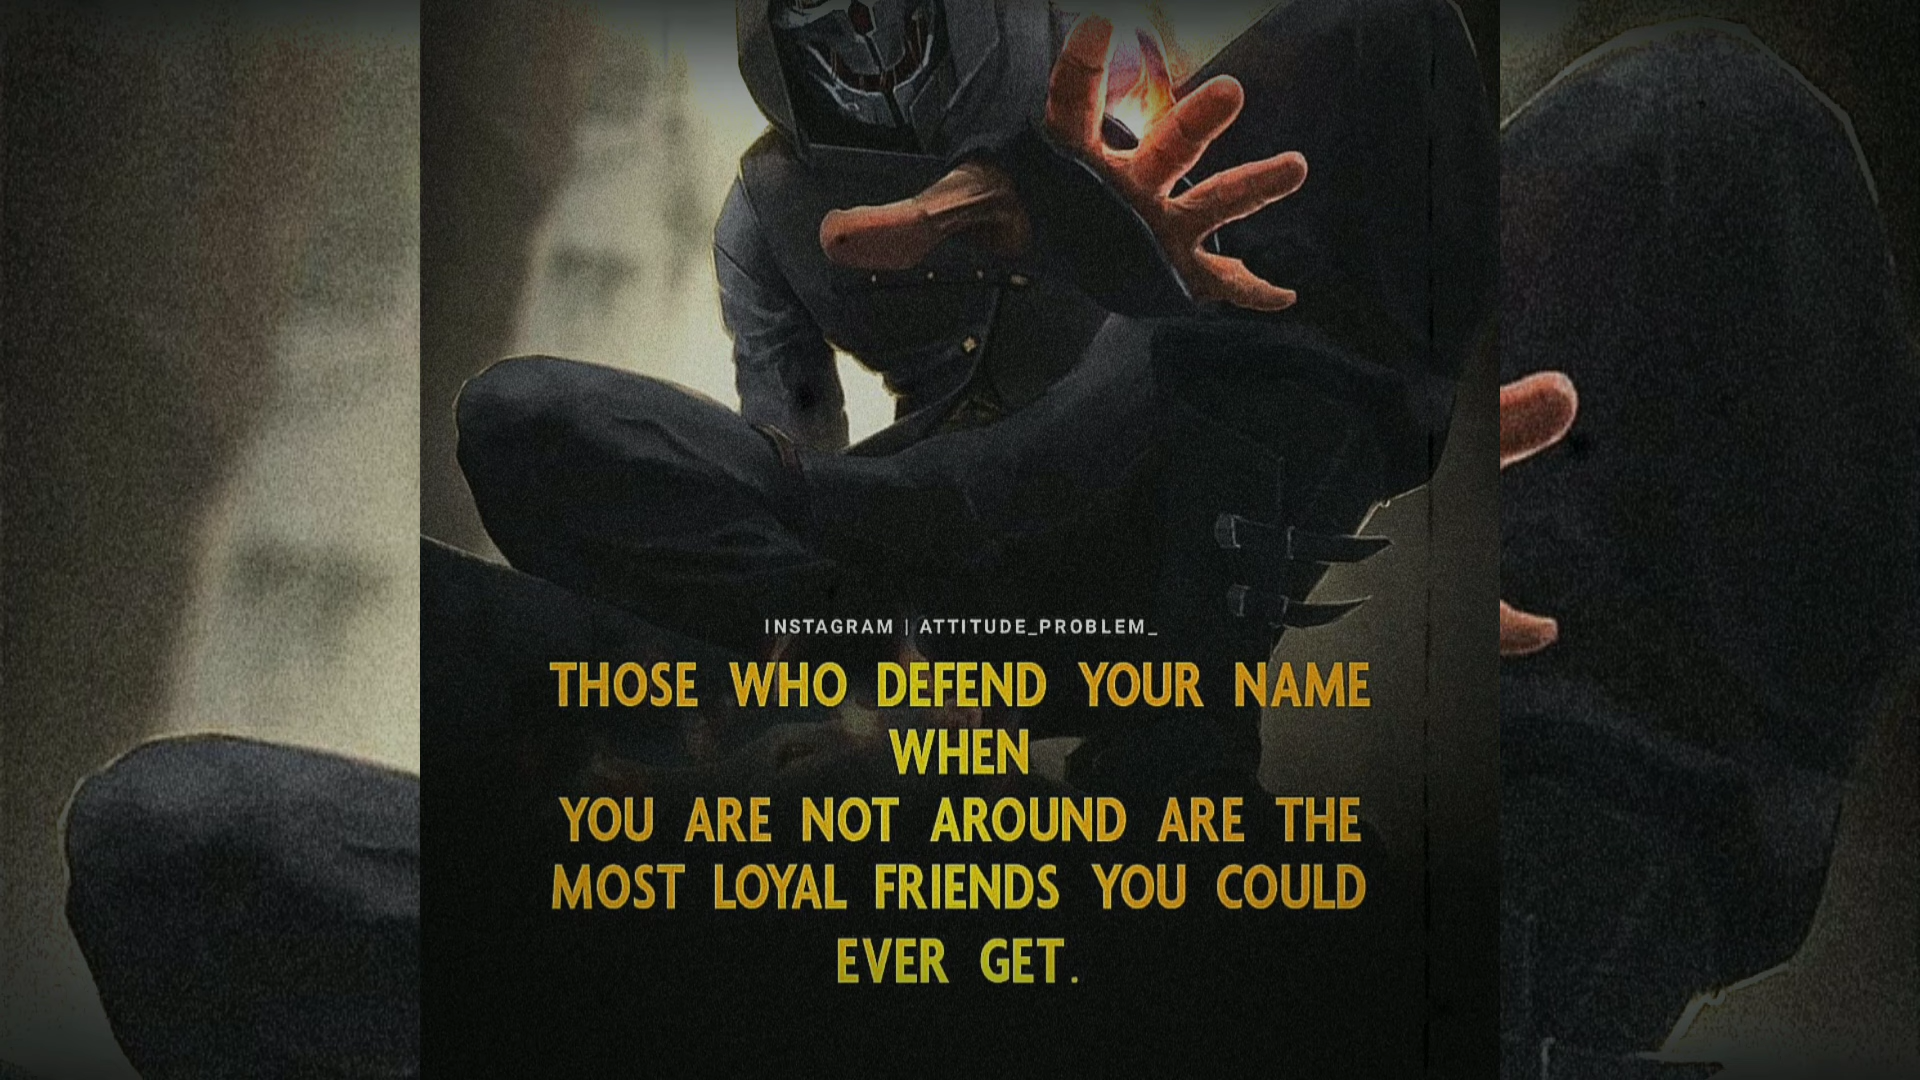 INSTAGRAM | ATTITUDE_PROBLEM_
THOSE WHO DEFEND YOUR NAME
WHEN
YOU ARE NOT AROUND ARE THE
MOST LOYAL FRIENDS YOU COULD
EVER GET.